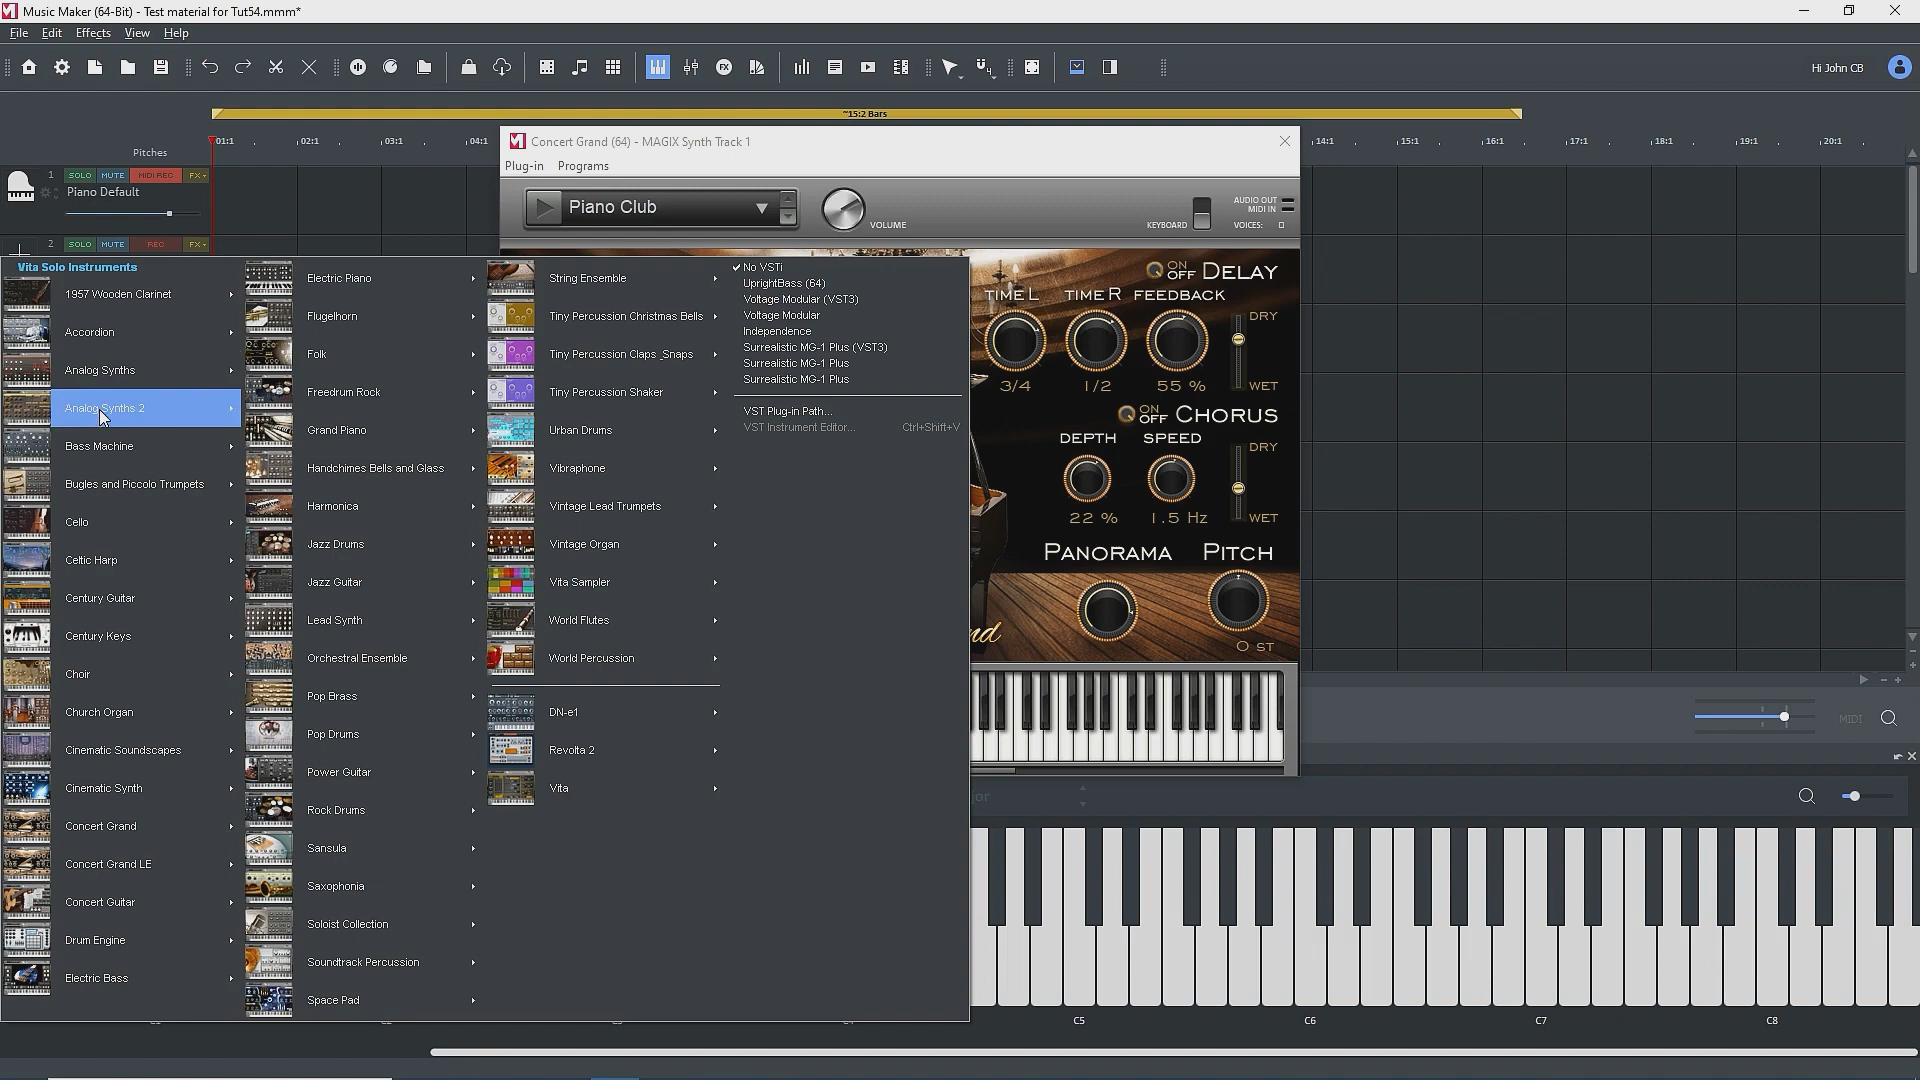 Music Maker (64-Bit) - Test material for Tut54.mmm*
File Edit Effects View Help
Hi John CB
~15:2 Bars
Pitches
01:1 02:1 03:1 04:1 14:1 15:1 16:1 17:1 18:1 19:1 20:1
1 SOLO MUTE MIDI REC FX
Piano Default
2 SOLO MUTE REC FX
Concert Grand (64) - MAGIX Synth Track 1
Plug-in Programs
Piano Club
VOLUME
KEYBOARD
AUDIO OUT
MIDI IN
VOICES: 0
ON
OFF DELAY
TIME L TIME R FEEDBACK
DRY
3/4 1/2 55 % WET
ON
OFF CHORUS
DEPTH SPEED DRY
22 % 1.5 Hz WET
PANORAMA PITCH
0 ST
Vita Solo Instruments
1957 Wooden Clarinet
Accordion
Analog Synths
Analog Synths 2
Bass Machine
Bugles and Piccolo Trumpets
Cello
Celtic Harp
Century Guitar
Century Keys
Choir
Church Organ
Cinematic Soundscapes
Cinematic Synth
Concert Grand
Concert Grand LE
Concert Guitar
Drum Engine
Electric Bass
Electric Piano
Flugelhorn
Folk
Freedrum Rock
Grand Piano
Handchimes Bells and Glass
Harmonica
Jazz Drums
Jazz Guitar
Lead Synth
Orchestral Ensemble
Pop Brass
Pop Drums
Power Guitar
Rock Drums
Sansula
Saxophonia
Soloist Collection
Soundtrack Percussion
Space Pad
String Ensemble
Tiny Percussion Christmas Bells
Tiny Percussion Claps _Snaps
Tiny Percussion Shaker
Urban Drums
Vibraphone
Vintage Lead Trumpets
Vintage Organ
Vita Sampler
World Flutes
World Percussion
DN-e1
Revolta 2
Vita
No VSTi
UprightBass (64)
Voltage Modular (VST3)
Voltage Modular
Independence
Surrealistic MG-1 Plus (VST3)
Surrealistic MG-1 Plus
Surrealistic MG-1 Plus
VST Plug-in Path...
VST Instrument Editor... Ctrl+Shift+V
MIDI
C5 C6 C7 C8